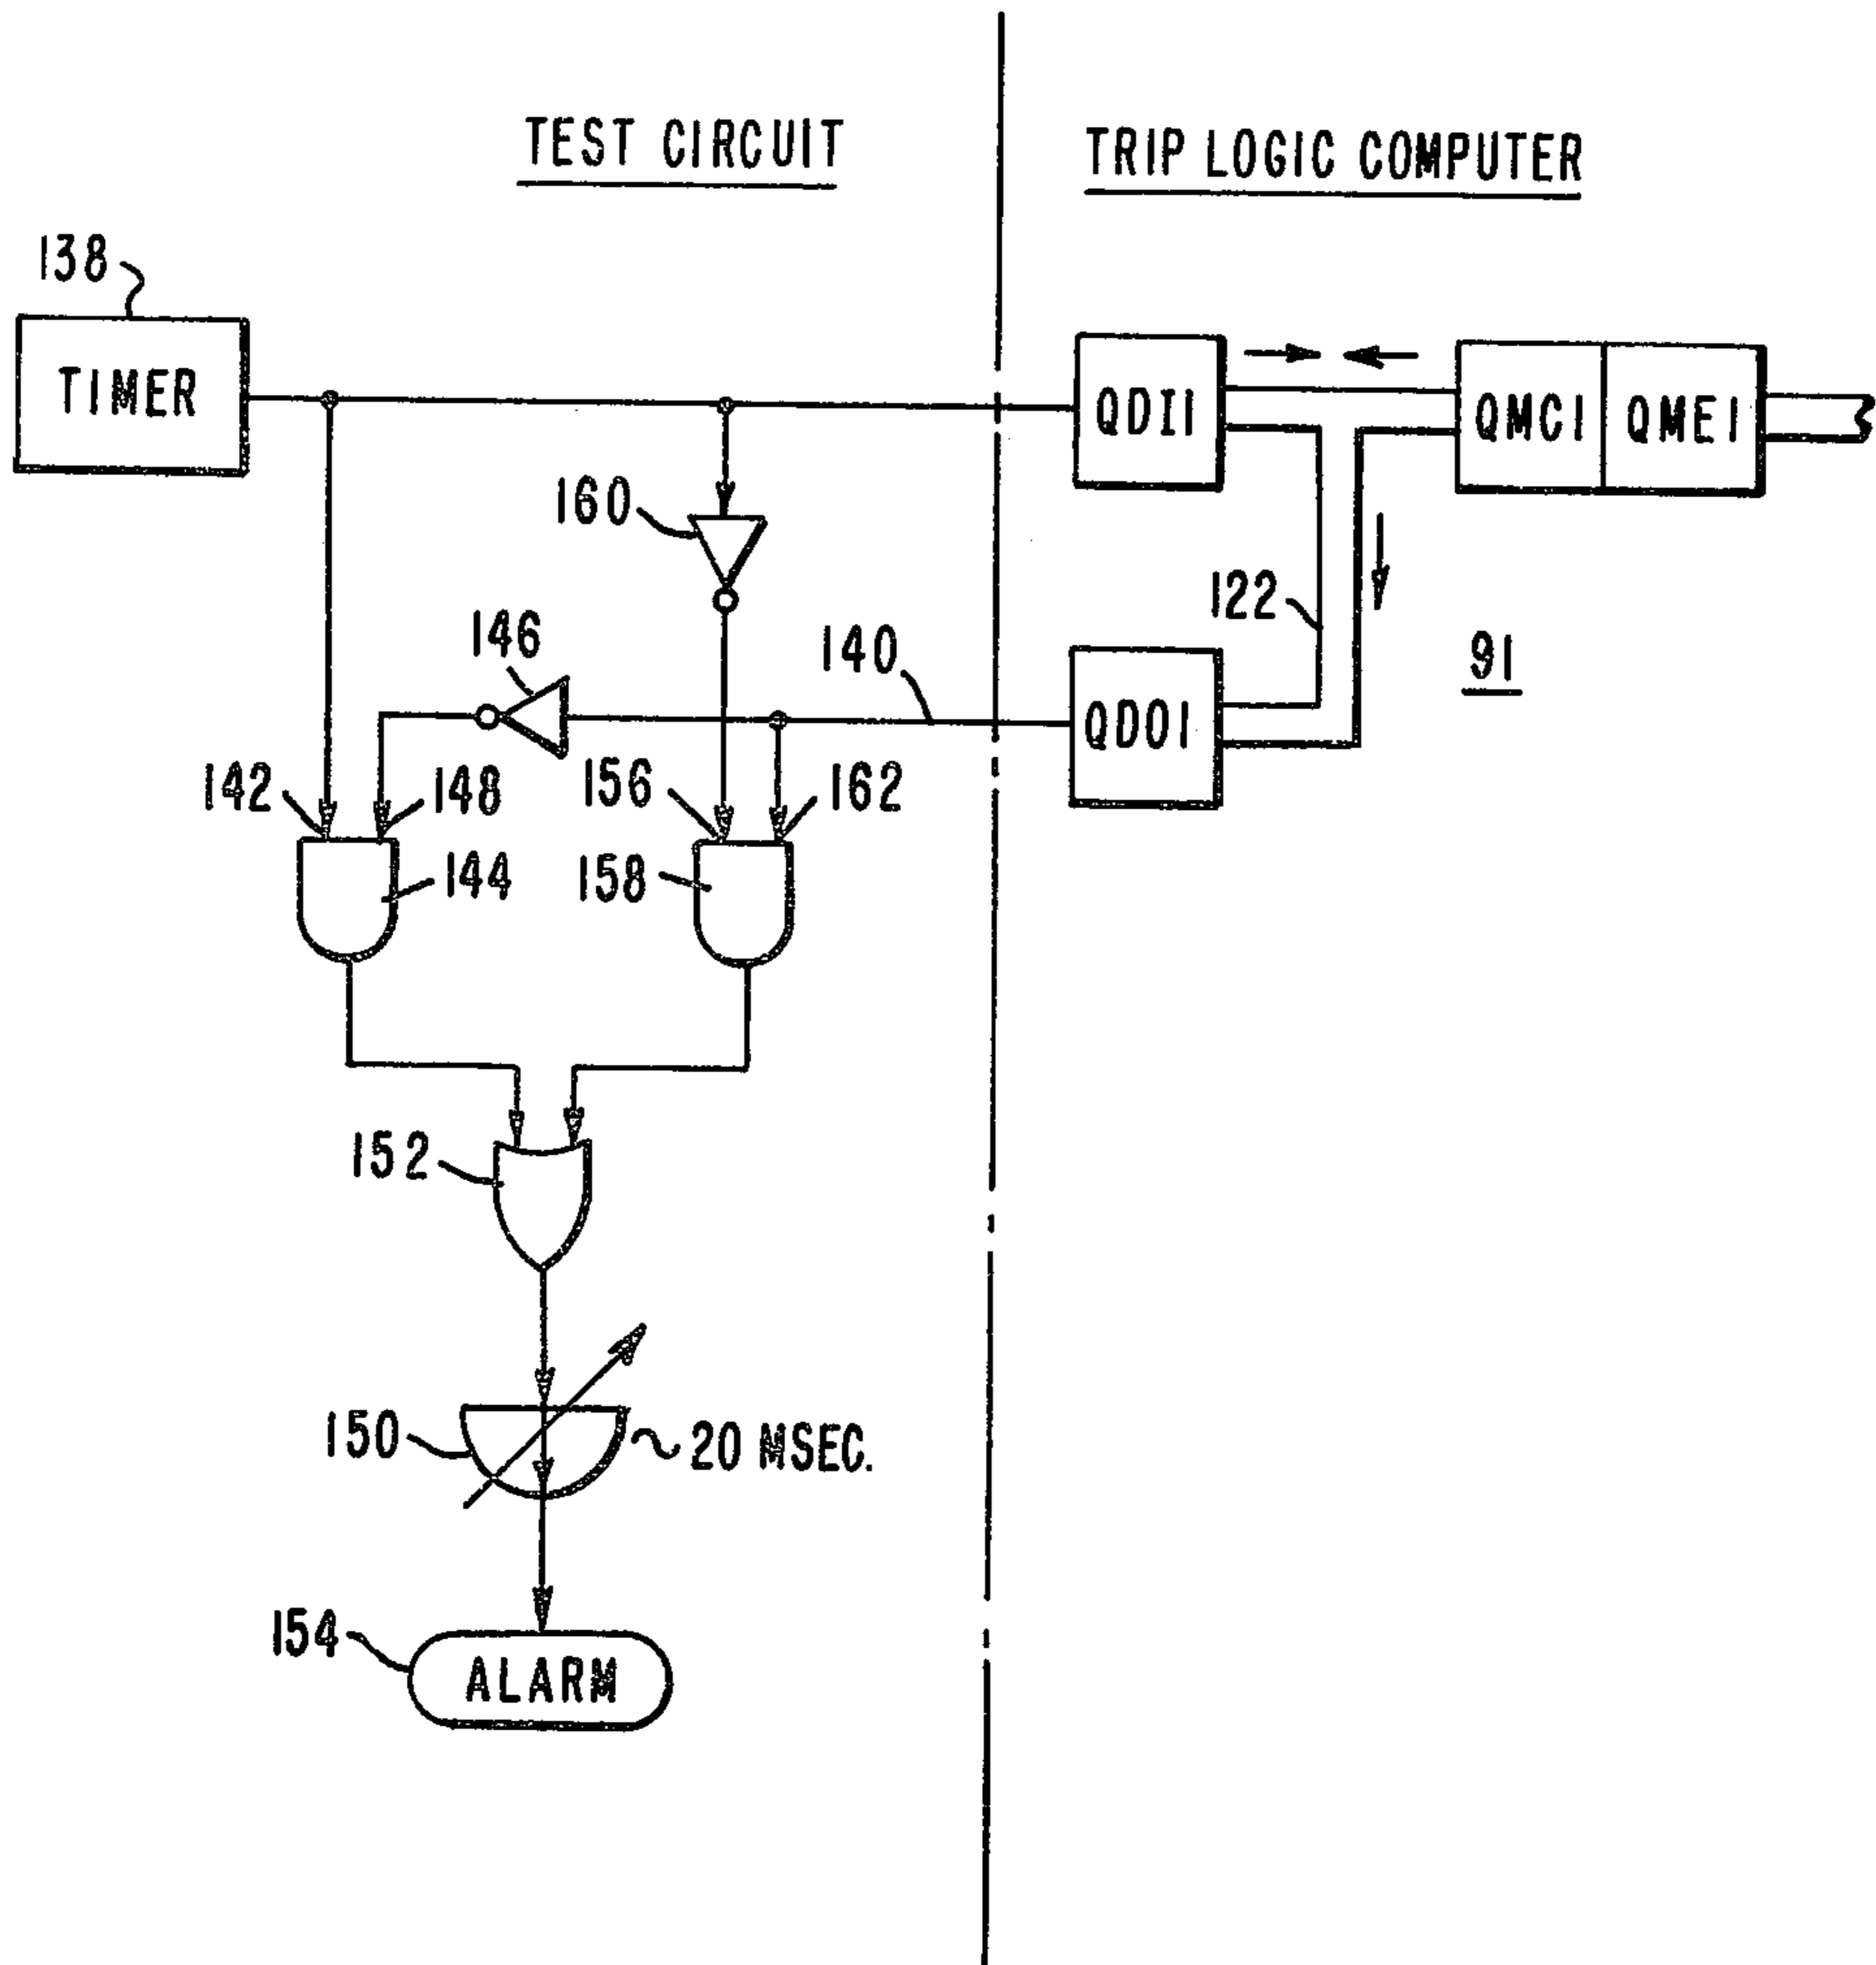 TEST CIRCUIT
TRIP LOGIC COMPUTER
138
TIMER
QDI1
QMC1
QME1
160
122
146
140
91
QDO1
142
148
156
162
144
158
152
150
20 MSEC.
154
ALARM